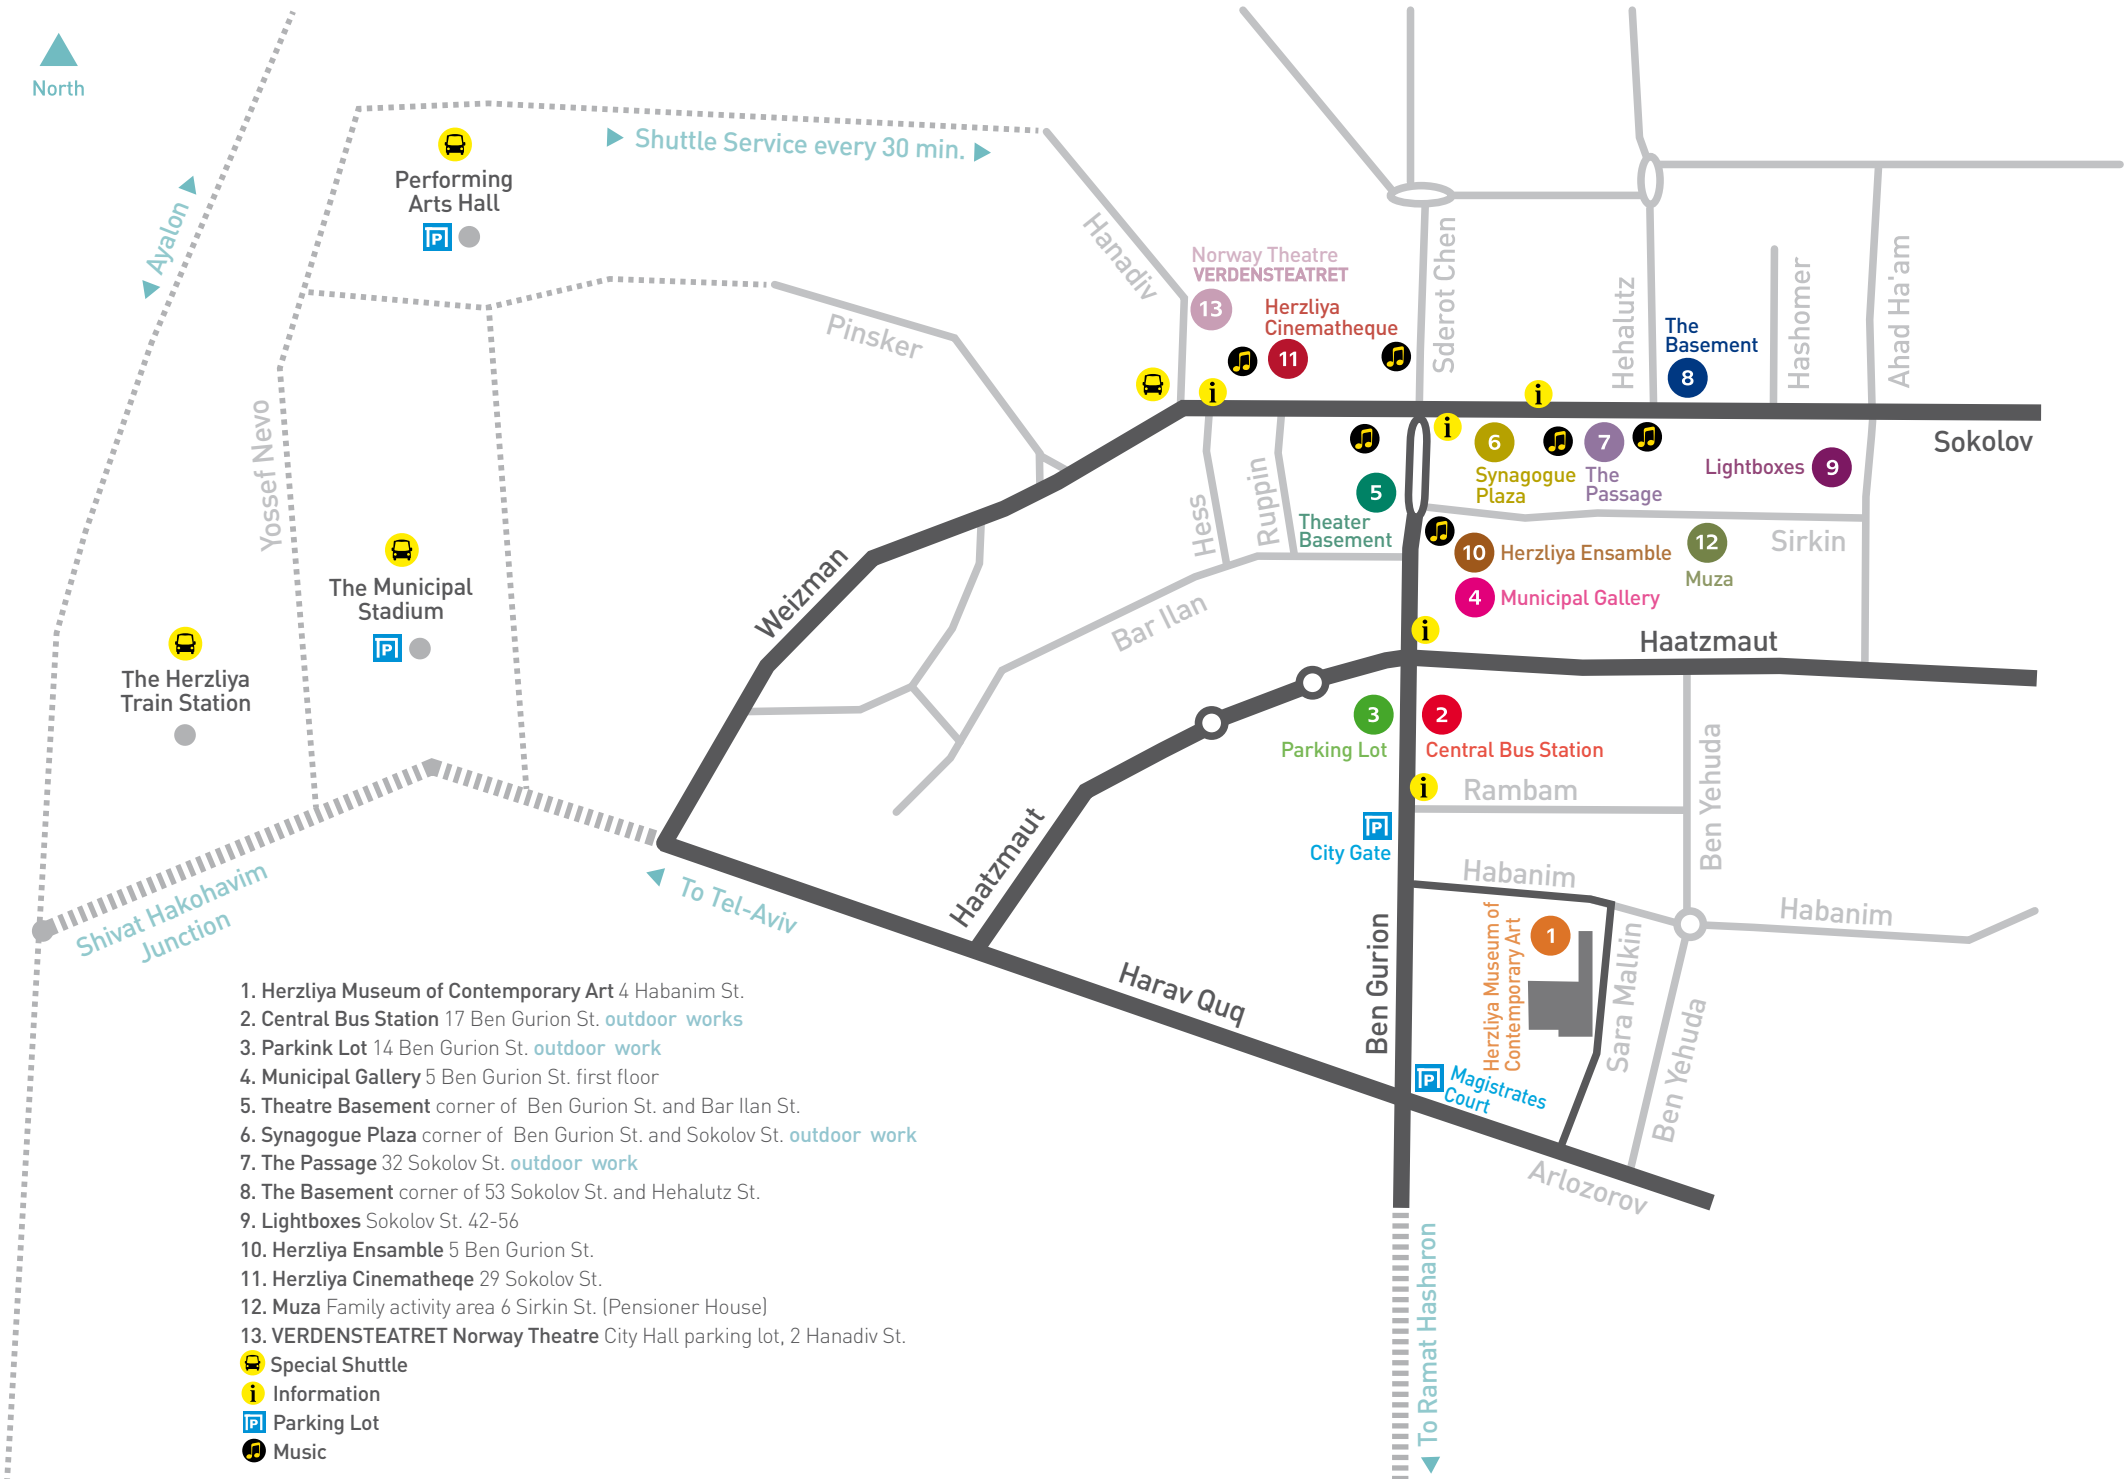 North
Ayalon
Performing
Arts Hall
P
Shuttle Service every 30 min.
Hanadiv
Pinsker
Norway Theatre
VERDENSTEATRET
13
Herzliya
Cinematheque
11
Sderot Chen
Hehalutz
The
Basement
8
Hashomer
Ahad Ha'am
i
i
i
Sokolov
6
Synagogue
Plaza
7
The
Passage
Lightboxes
9
Yossef Nevo
Hess
Ruppin
5
Theater
Basement
Sirkin
10
Herzliya Ensamble
12
Muza
4
Municipal Gallery
The Municipal
Stadium
P
Weizman
Bar Ilan
i
Haatzmaut
The Herzliya
Train Station
3
Parking Lot
2
Central Bus Station
i
Rambam
Ben Yehuda
P
City Gate
Haatzmaut
Habanim
Habanim
Shivat Hakohavim
Junction
To Tel-Aviv
Harav Quq
Ben Gurion
Herzliya Museum of
Contemporary Art
1
Sara Malkin
Ben Yehuda
P
Magistrates
Court
Arlozorov
To Ramat Hasharon
1. Herzliya Museum of Contemporary Art 4 Habanim St.
2. Central Bus Station 17 Ben Gurion St. outdoor works
3. Parkink Lot 14 Ben Gurion St. outdoor work
4. Municipal Gallery 5 Ben Gurion St. first floor
5. Theatre Basement corner of Ben Gurion St. and Bar Ilan St.
6. Synagogue Plaza corner of Ben Gurion St. and Sokolov St. outdoor work
7. The Passage 32 Sokolov St. outdoor work
8. The Basement corner of 53 Sokolov St. and Hehalutz St.
9. Lightboxes Sokolov St. 42-56
10. Herzliya Ensamble 5 Ben Gurion St.
11. Herzliya Cinematheqe 29 Sokolov St.
12. Muza Family activity area 6 Sirkin St. (Pensioner House)
13. VERDENSTEATRET Norway Theatre City Hall parking lot, 2 Hanadiv St.
Special Shuttle
i Information
P Parking Lot
Music